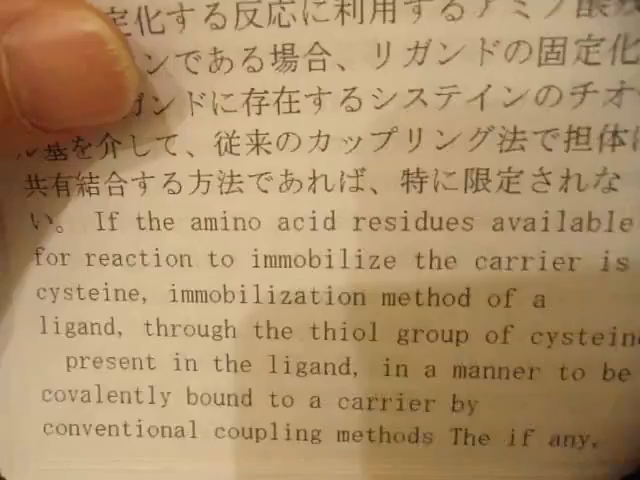 定化する反応に利用するアミノ酸残
ンである場合、リガンドの固定化
ガンドに存在するシステインのチオ
ル基を介して、従来のカップリング法で担体に
共有結合する方法であれば、特に限定されな
い。 If the amino acid residues available
for reaction to immobilize the carrier is
cysteine, immobilization method of a
ligand, through the thiol group of cystein
present in the ligand, in a manner to be
covalently bound to a carrier by
conventional coupling methods The if any.